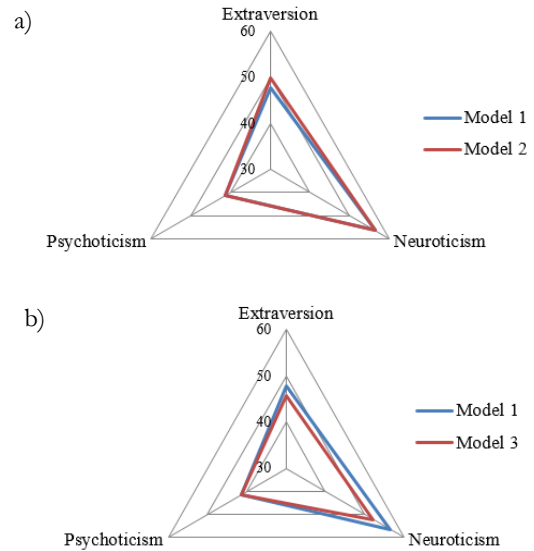 a)
Extraversion
60
50
40
30
Psychoticism
Neuroticism
Model 1
Model 2
b)
Extraversion
60
50
40
30
Psychoticism
Neuroticism
Model 1
Model 3